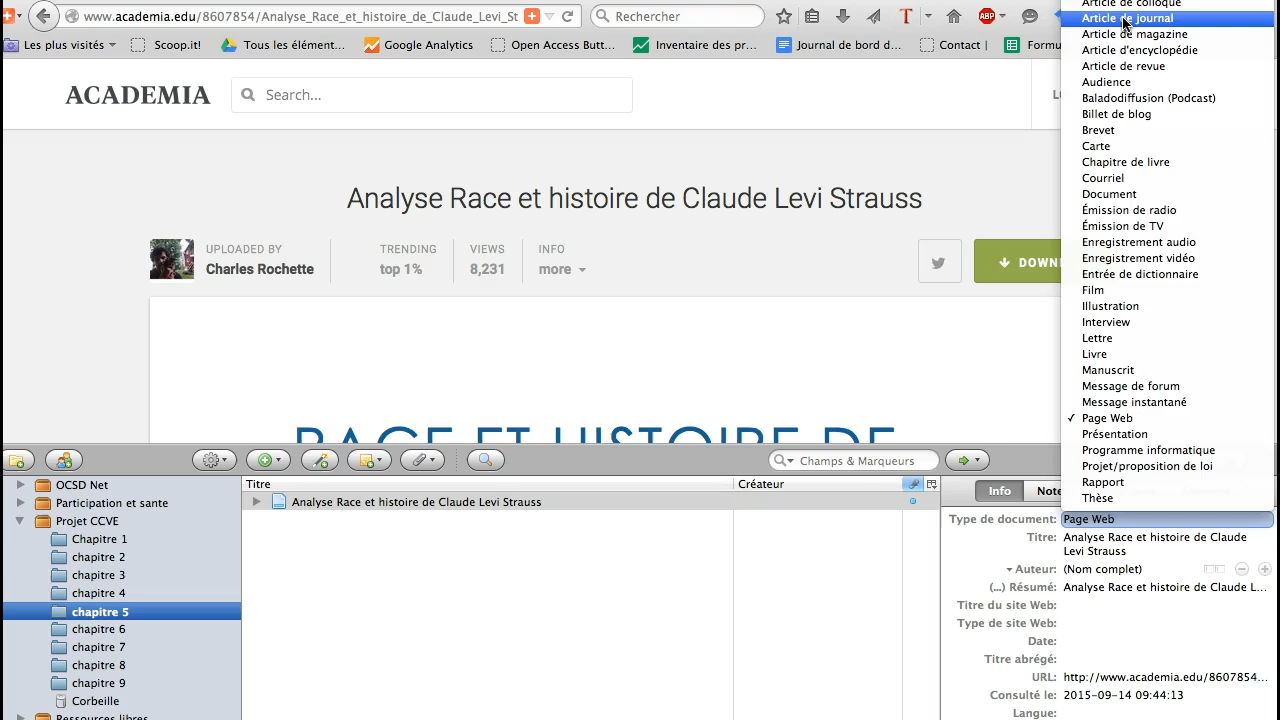 www.academia.edu/8607854/Analyse_Race_et_histoire_de_Claude_Levi_St
Rechercher
ABP
Les plus visités
Scoop.it!
Tous les élément...
Google Analytics
Open Access Butt...
Inventaire des pr...
Journal de bord d...
Contact |
Formu
ACADEMIA
Search...
Analyse Race et histoire de Claude Levi Strauss
UPLOADED BY
Charles Rochette
TRENDING
top 1%
VIEWS
8,231
INFO
more
DOWN
RACE ET HISTOIRE DE
Article de colloque
Article de journal
Article de magazine
Article d'encyclopédie
Article de revue
Audience
Baladodiffusion (Podcast)
Billet de blog
Brevet
Carte
Chapitre de livre
Courriel
Document
Émission de radio
Émission de TV
Enregistrement audio
Enregistrement vidéo
Entrée de dictionnaire
Film
Illustration
Interview
Lettre
Livre
Manuscrit
Message de forum
Message instantané
✓ Page Web
Présentation
Programme informatique
Projet/proposition de loi
Rapport
Thèse
Champs & Marqueurs
OCSD Net
Participation et sante
Projet CCVE
Chapitre 1
chapitre 2
chapitre 3
chapitre 4
chapitre 5
chapitre 6
chapitre 7
chapitre 8
chapitre 9
Corbeille
Ressources libres
Titre
Créateur
Analyse Race et histoire de Claude Levi Strauss
Info
Note
Type de document: Page Web
Titre: Analyse Race et histoire de Claude
Levi Strauss
Auteur: (Nom complet)
(...) Résumé: Analyse Race et histoire de Claude L...
Titre du site Web:
Type de site Web:
Date:
Titre abrégé:
URL: http://www.academia.edu/8607854...
Consulté le: 2015-09-14 09:44:13
Langue: